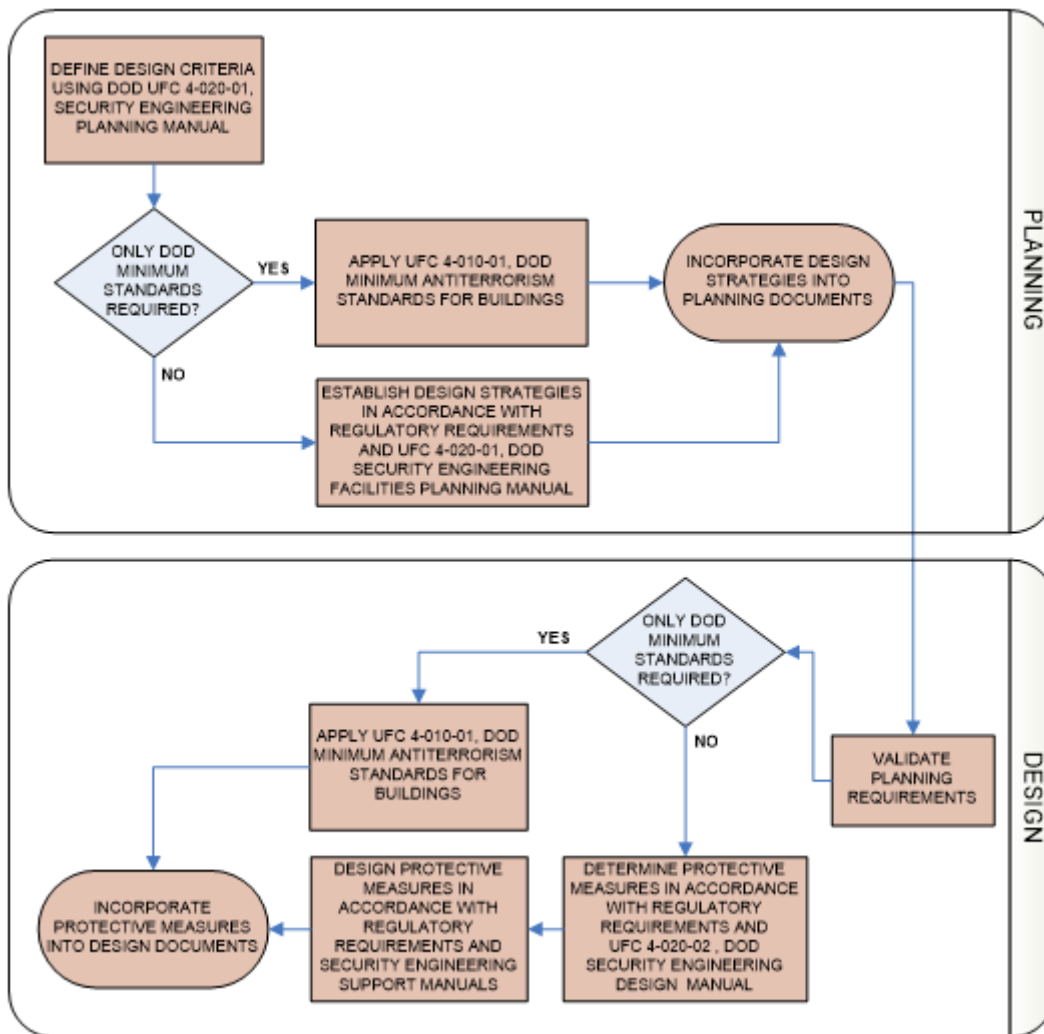 DEFINE DESIGN CRITERIA
USING DOD UFC 4-020-01,
SECURITY ENGINEERING
PLANNING MANUAL
ONLY DOD
MINIMUM
STANDARDS
REQUIRED?
YES
APPLY UFC 4-010-01, DOD
MINIMUM ANTITERRORISM
STANDARDS FOR BUILDINGS
INCORPORATE DESIGN
STRATEGIES INTO
PLANNING DOCUMENTS
NO
ESTABLISH DESIGN STRATEGIES
IN ACCORDANCE WITH
REGULATORY REQUIREMENTS
AND UFC 4-020-01, DOD
SECURITY ENGINEERING
FACILITIES PLANNING MANUAL
PLANNING
ONLY DOD
MINIMUM
STANDARDS
REQUIRED?
YES
NO
APPLY UFC 4-010-01, DOD
MINIMUM ANTITERRORISM
STANDARDS FOR
BUILDINGS
VALIDATE
PLANNING
REQUIREMENTS
INCORPORATE
PROTECTIVE MEASURES
INTO DESIGN DOCUMENTS
DESIGN PROTECTIVE
MEASURES IN
ACCORDANCE WITH
REGULATORY
REQUIREMENTS AND
SECURITY ENGINEERING
SUPPORT MANUALS
DETERMINE PROTECTIVE
MEASURES IN ACCORDANCE
WITH REGULATORY
REQUIREMENTS AND
UFC 4-020-02 , DOD
SECURITY ENGINEERING
DESIGN MANUAL
DESIGN